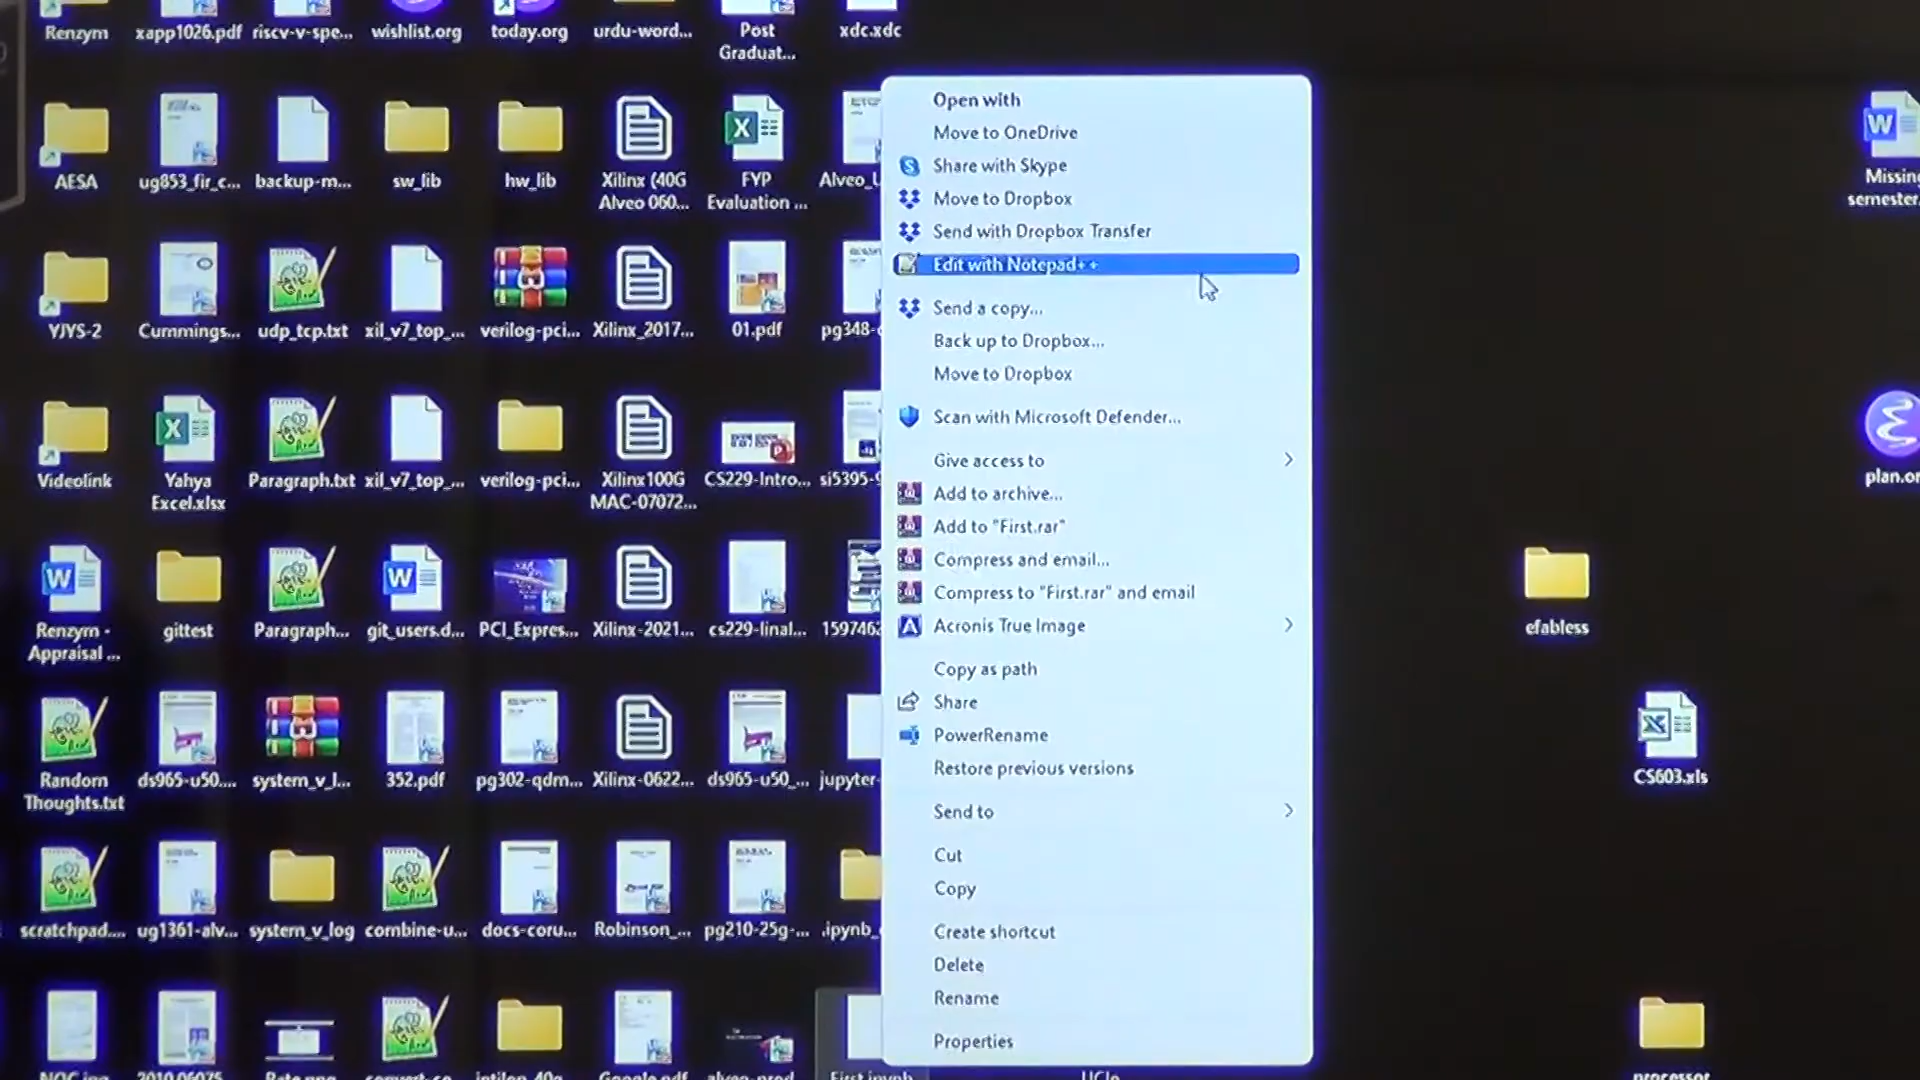 Renzym
xapp1026.pdf
riscv-v-spe...
wishlist.org
today.org
urdu-word...
Post
Graduat...
xdc.xdc
AESA
ug853_fir_c...
backup-m...
sw_lib
hw_lib
Xilinx (40G
Alveo 060...
FYP
Evaluation ...
Alveo_U
YJYS-2
Cummings...
udp_tcp.txt
xil_v7_top_...
verilog-pci...
Xilinx_2017...
01.pdf
pg348-c
Videolink
Yahya
Excel.xlsx
Paragraph.txt
xil_v7_top_...
verilog-pci...
Xilinx100G
MAC-07072...
CS229-Intro...
si5395-9
Renzym -
Appraisal ...
gittest
Paragraph...
git_users.d...
PCI_Expres...
Xilinx-2021...
cs229-linal...
1597462
Random
Thoughts.txt
ds965-u50....
system_v_l...
352.pdf
pg302-qdm...
Xilinx-0622...
ds965-u50_...
jupyter-
scratchpad....
ug1361-alv...
system_v_log
combine-u...
docs-coru...
Robinson_...
pg210-25g-...
.ipynb_c
First.ipynb
Open with
Move to OneDrive
Share with Skype
Move to Dropbox
Send with Dropbox Transfer
Edit with Notepad++
Send a copy...
Back up to Dropbox...
Move to Dropbox
Scan with Microsoft Defender...
Give access to
Add to archive...
Add to "First.rar"
Compress and email...
Compress to "First.rar" and email
Acronis True Image
Copy as path
Share
PowerRename
Restore previous versions
Send to
Cut
Copy
Create shortcut
Delete
Rename
Properties
Missing
semester.
plan.or
efabless
CS603.xls
processor